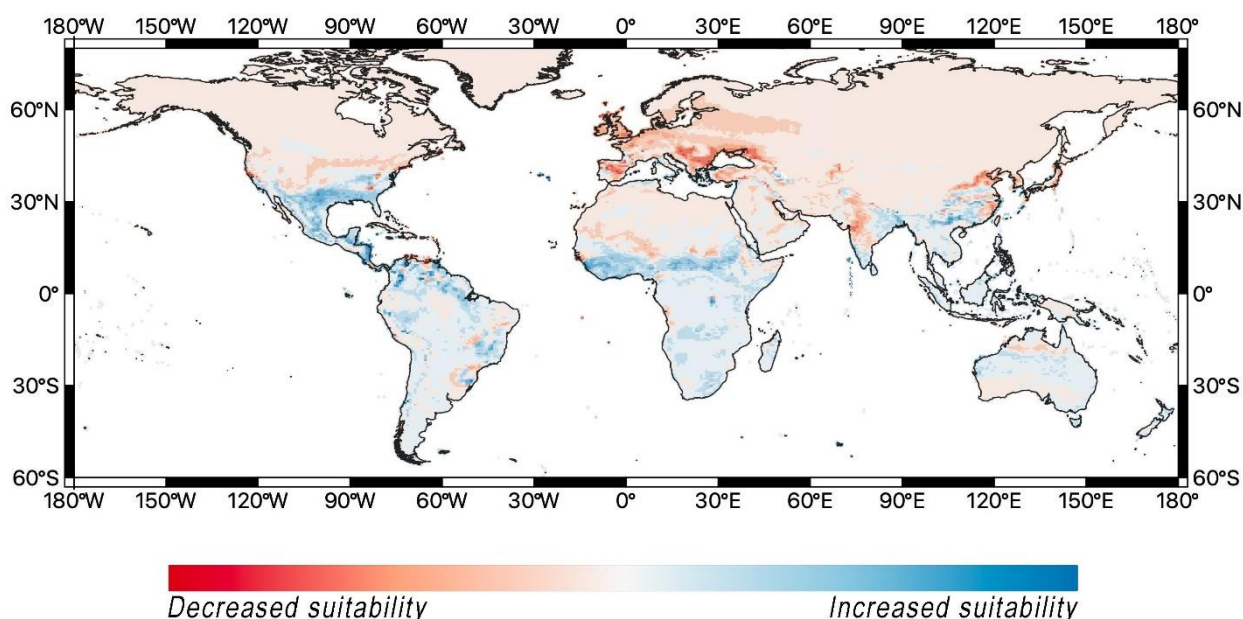 180°W 150°W 120°W 90°W 60°W 30°W 0° 30°E 60°E 90°E 120°E 150°E 180°
60°N 60°N
30°N 30°N
0° 0°
30°S 30°S
60°S 60°S
180°W 150°W 120°W 90°W 60°W 30°W 0° 30°E 60°E 90°E 120°E 150°E 180°
Decreased suitability Increased suitability